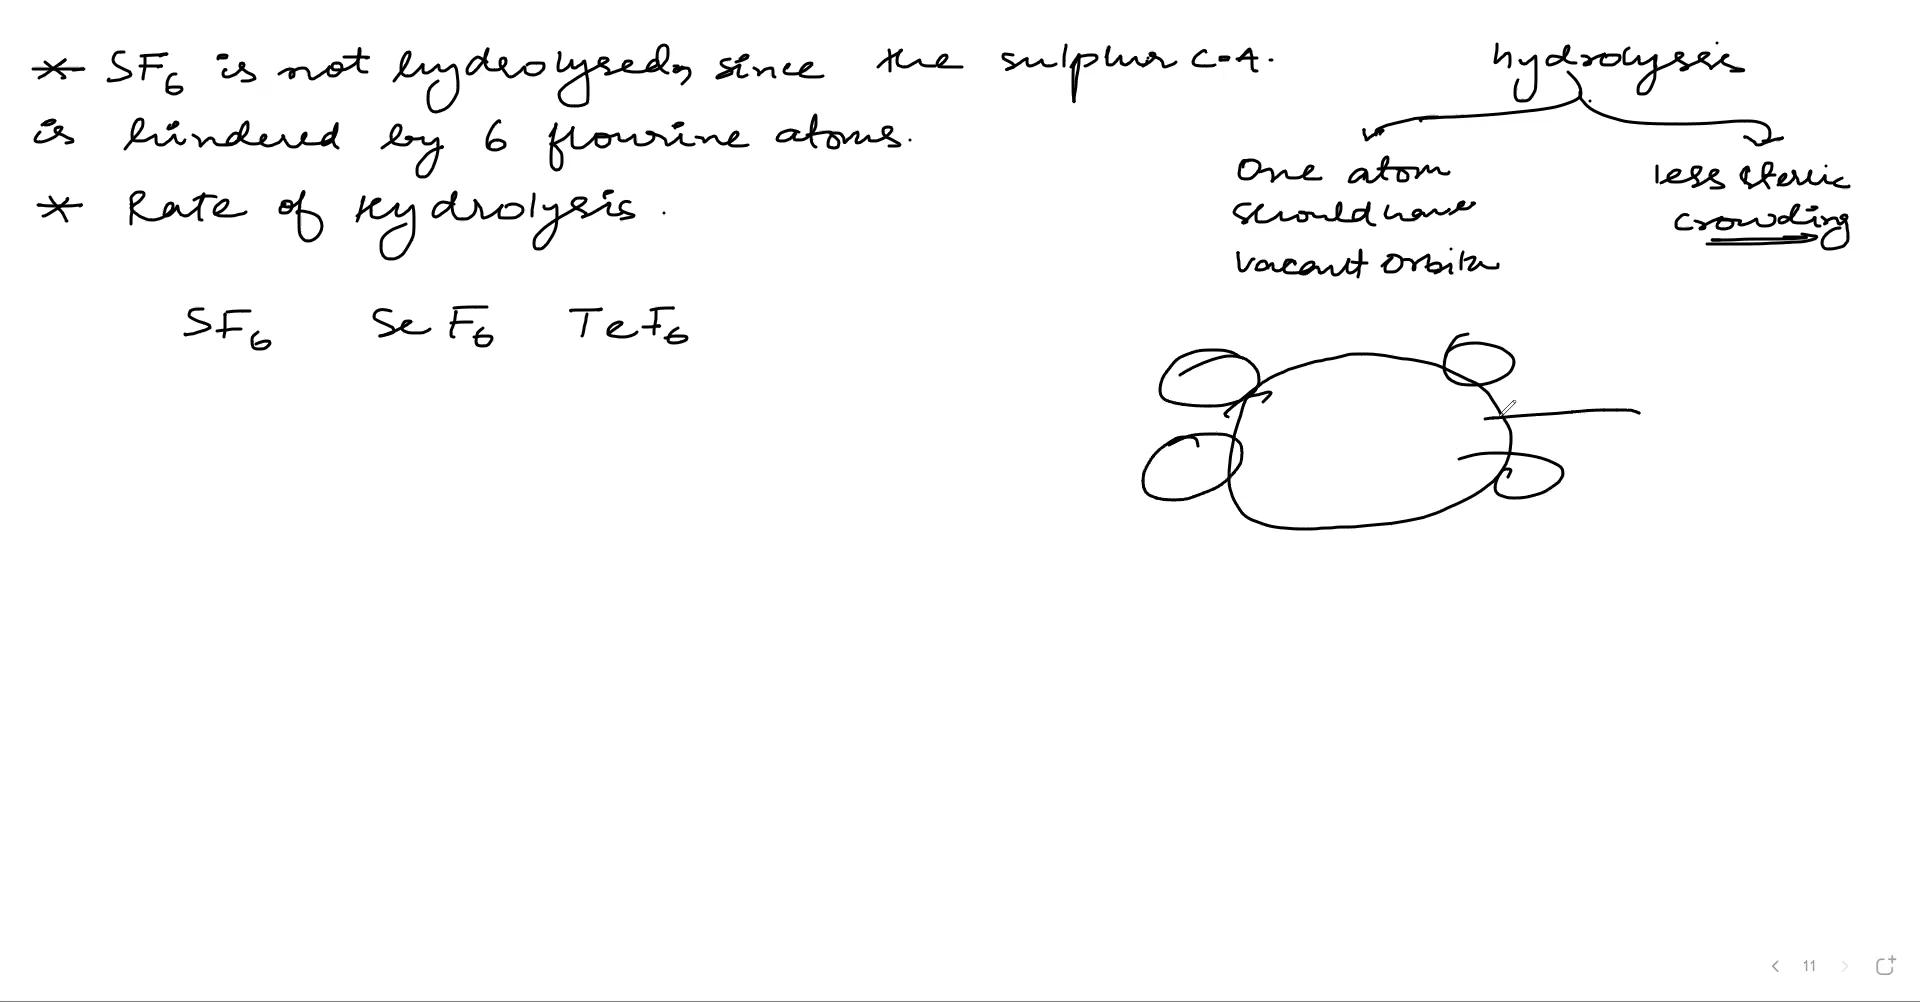 * SF6 is not hydrolysed, since the sulphur C.A.
is hindered by 6 flourine atoms.
* Rate of Hydrolysis.
SF6 SeF6 TeF6
hydrolysis
One atom
should have
vacant orbital
less steric
crowding
11